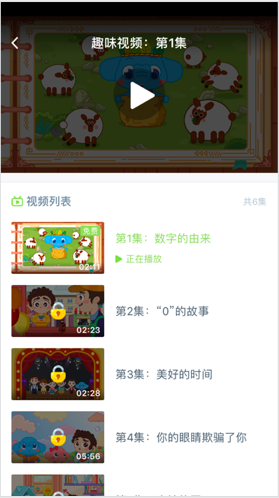 趣味视频：第1集
视频列表
共6集
免费
02:11
第1集：数字的由来
正在播放
02:23
第2集：“0”的故事
02:28
第3集：美好的时间
02:52
第4集：你的眼睛欺骗了你